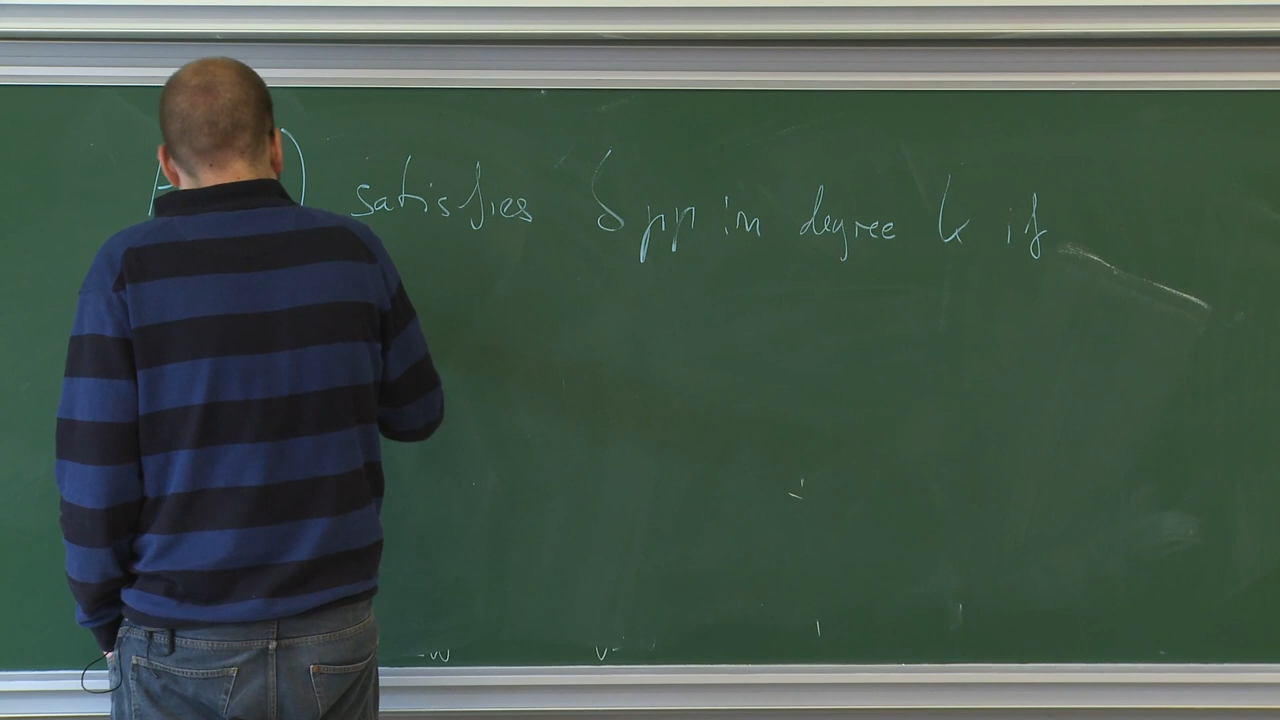 ) satisfies δpp in degree k if